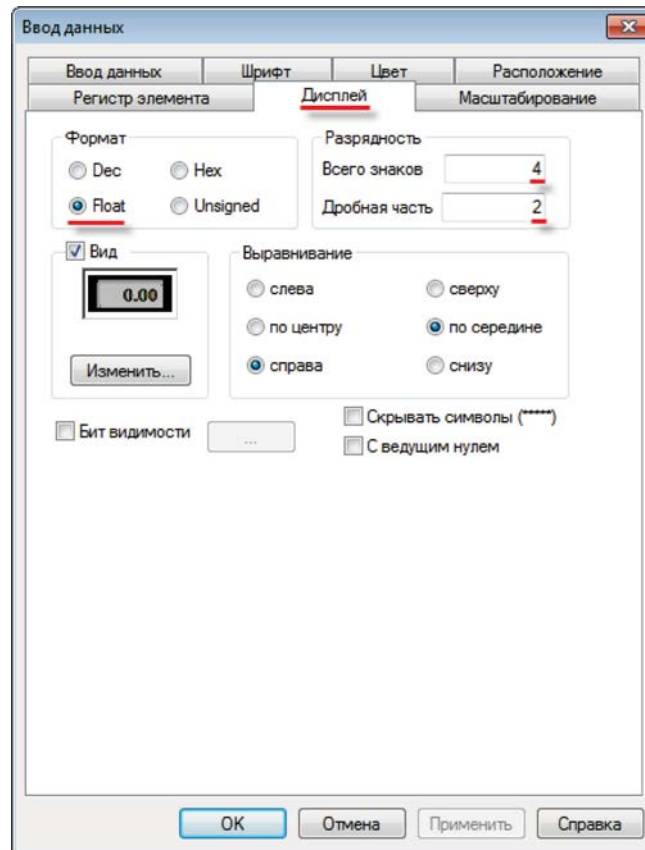 Ввод данных
Ввод данных Шрифт Цвет Расположение
Регистр элемента Дисплей Масштабирование
Формат
Dec Hex
Float Unsigned
Разрядность
Всего знаков 4
Дробная часть 2
Вид
0.00
Изменить...
Выравнивание
слева сверху
по центру по середине
справа снизу
Бит видимости ...
Скрывать символы (*****)
С ведущим нулем
OK Отмена Применить Справка